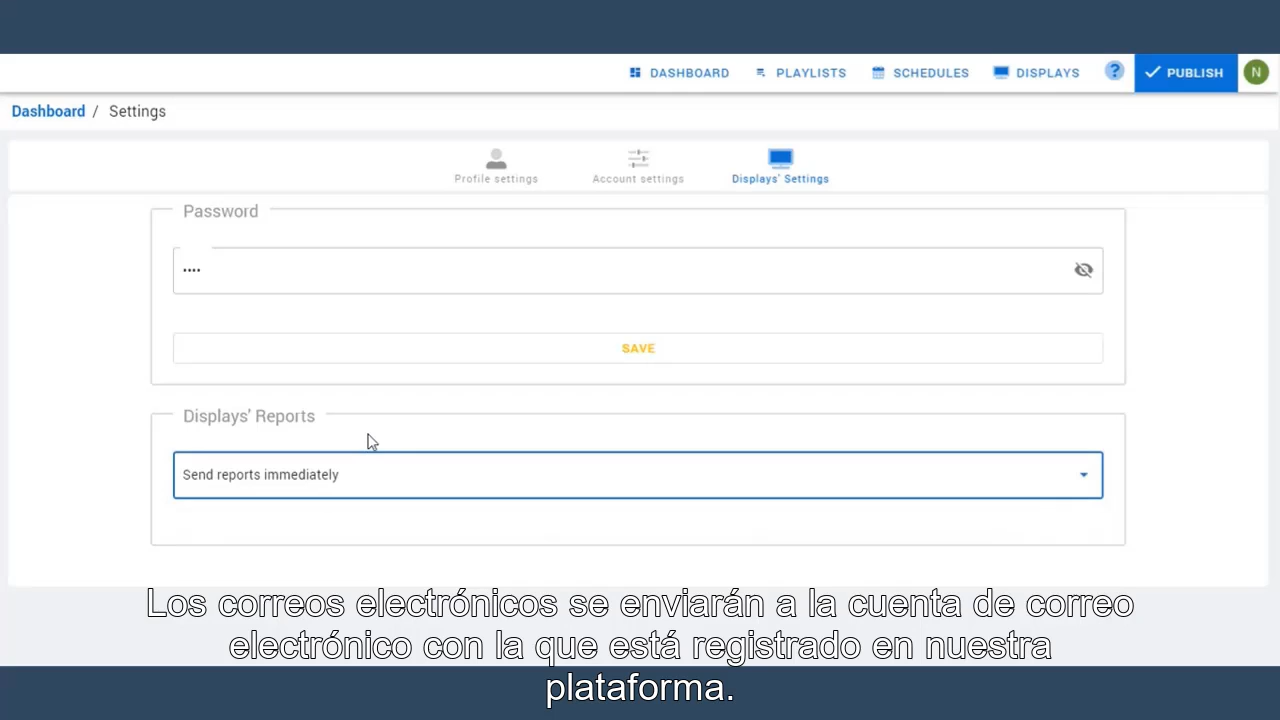 DASHBOARD PLAYLISTS SCHEDULES DISPLAYS ? PUBLISH N
Dashboard / Settings
Profile settings Account settings Displays' Settings
Password
••••
SAVE
Displays' Reports
Send reports immediately
Los correos electrónicos se enviarán a la cuenta de correo
electrónico con la que está registrado en nuestra
plataforma.